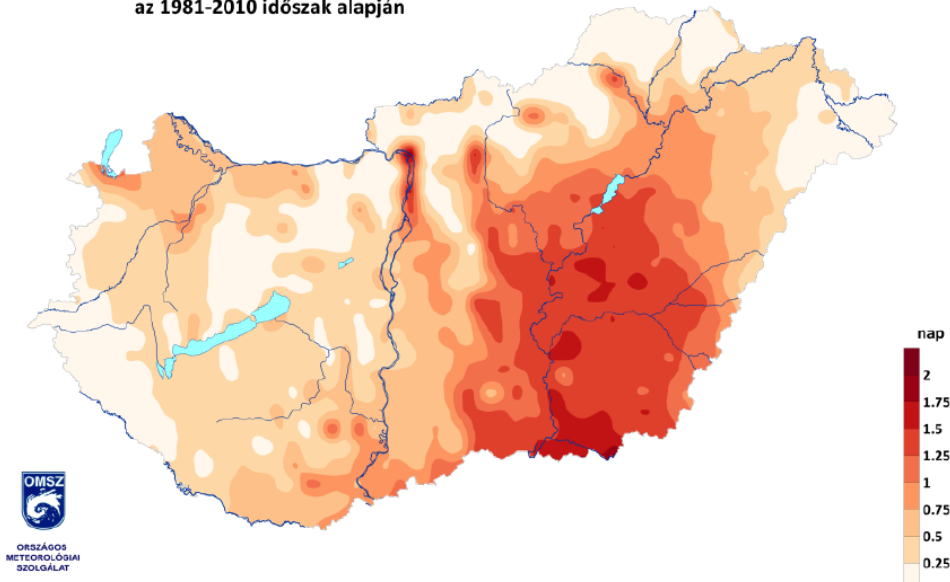 az 1981-2010 időszak alapján
nap
2
1.75
1.5
1.25
1
0.75
0.5
0.25
OMSZ
ORSZÁGOS
METEOROLÓGIAI
SZOLGÁLAT